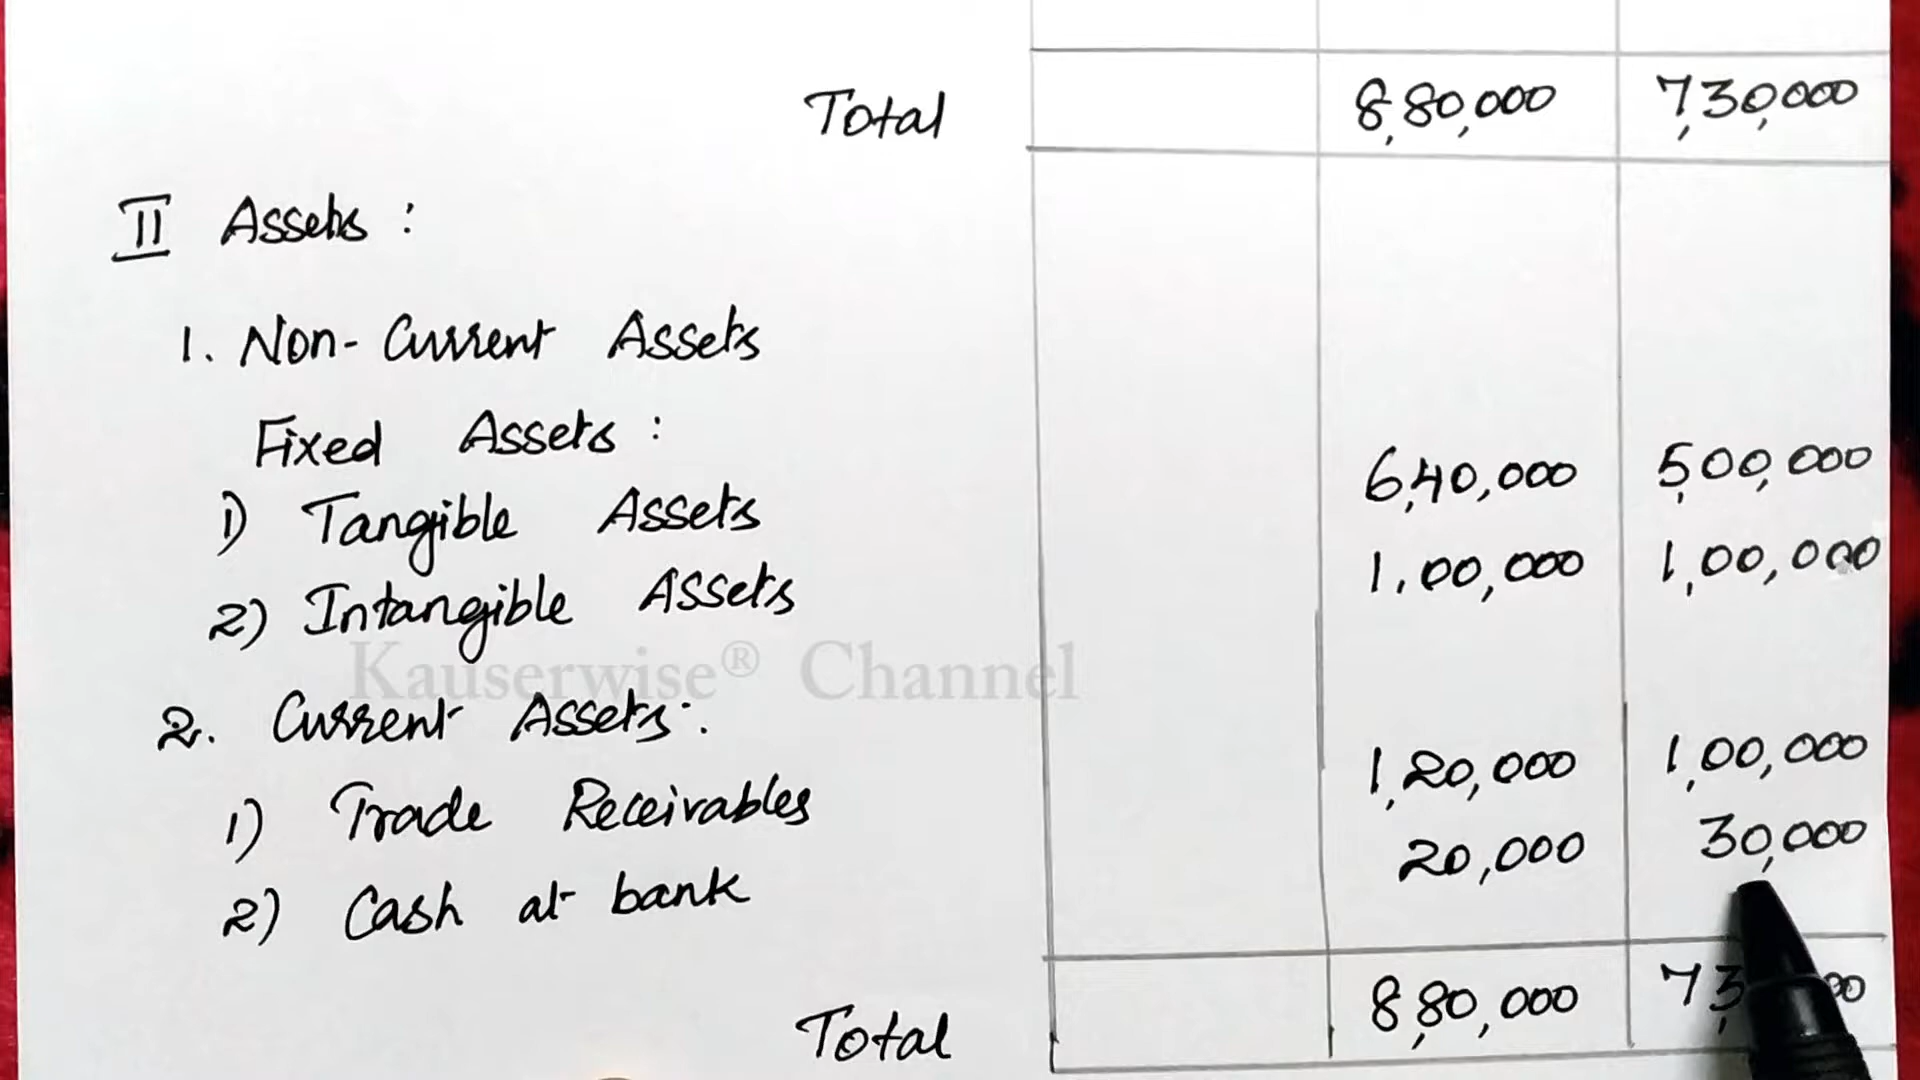 Total 8,80,000 7,30,000
II Assets :
1. Non-Current Assets
Fixed Assets :
1) Tangible Assets 6,40,000 5,00,000
2) Intangible Assets 1,00,000 1,00,000
Kauserwise® Channel
2. Current Assets:
1) Trade Receivables 1,20,000 1,00,000
2) Cash at bank 20,000 30,000
Total 8,80,000